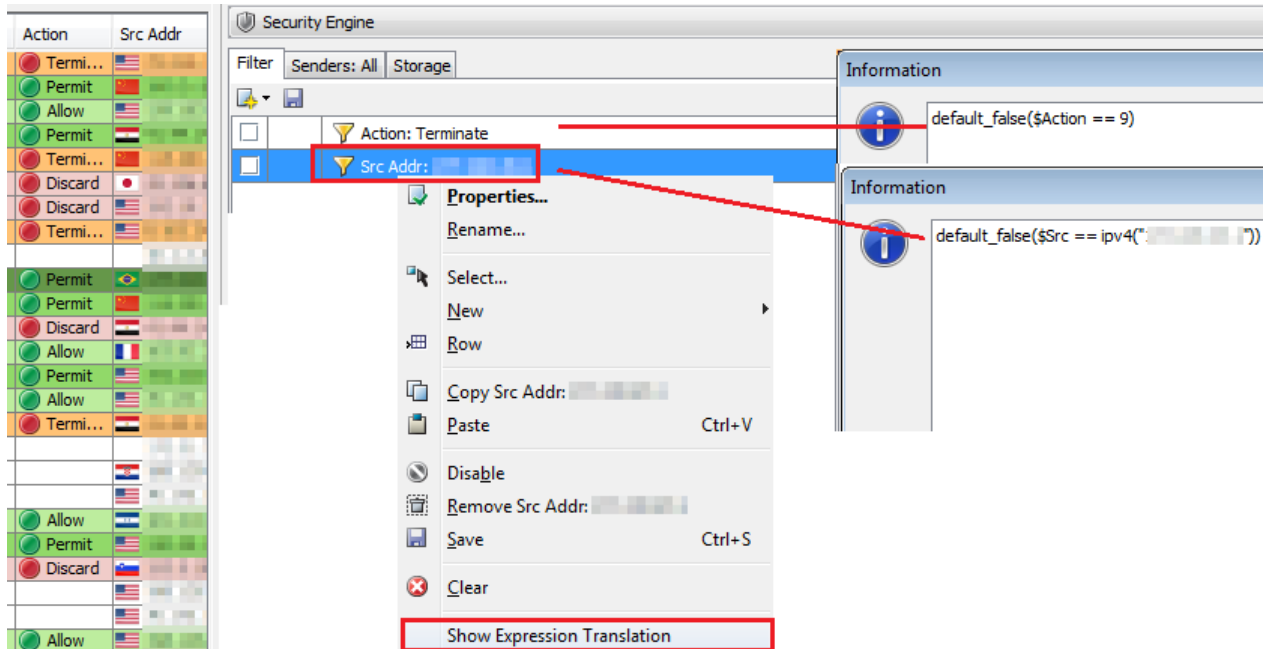 Action Src Addr
Termi...
Permit
Allow
Permit
Termi...
Discard
Discard
Termi...
Permit
Permit
Discard
Allow
Permit
Allow
Termi...
Allow
Permit
Discard
Allow
Security Engine
Filter Senders: All Storage
Action: Terminate
Src Addr:
Properties...
Rename...
Select...
New
Row
Copy Src Addr:
Paste Ctrl+V
Disable
Remove Src Addr:
Save Ctrl+S
Clear
Show Expression Translation
Information
default_false($Action == 9)
Information
default_false($Src == ipv4(" "))